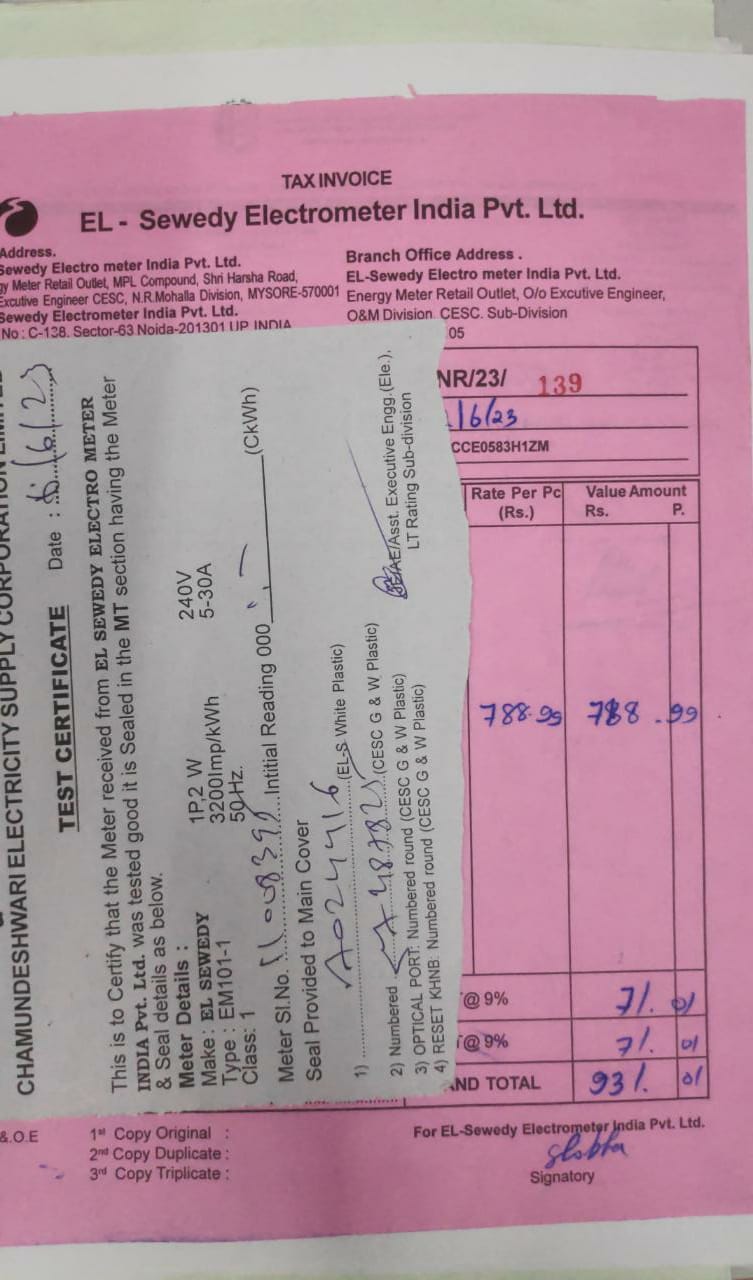 TAX INVOICE
EL - Sewedy Electrometer India Pvt. Ltd.
Address.
Sewedy Electro meter India Pvt. Ltd.
gy Meter Retail Outlet, MPL Compound, Shri Harsha Road,
Excutive Engineer CESC, N.R.Mohalla Division, MYSORE-570001
Sewedy Electrometer India Pvt. Ltd.
No : C-138. Sector-63 Noida-201301 UP INDIA
Branch Office Address .
EL-Sewedy Electro meter India Pvt. Ltd.
Energy Meter Retail Outlet, O/o Excutive Engineer,
O&M Division CESC. Sub-Division
05
NR/23/ 139
/6/23
CCE0583H1ZM
Rate Per Pc (Rs.)
Value Amount
Rs. P.
788.99 788.99
@ 9% 71. 01
@ 9% 71. 01
AND TOTAL 931. 01
&.O.E
1st Copy Original :
2nd Copy Duplicate :
3rd Copy Triplicate :
For EL-Sewedy Electrometer India Pvt. Ltd.
Shobha
Signatory
CHAMUNDESHWARI ELECTRICITY SUPPLY CORPORATION LIMITED
TEST CERTIFICATE Date : /6/23
This is to Certify that the Meter received from EL SEWEDY ELECTRO METER
INDIA Pvt. Ltd. was tested good it is Sealed in the MT section having the Meter
& Seal details as below.
Meter Details :
Make : EL SEWEDY 1P,2 W 240V
Type : EM101-1 3200Imp/kWh 5-30A
Class: 1 50 Hz.
Meter Sl.No. Intitial Reading 000 (CkWh)
Seal Provided to Main Cover
1) A024416 (EL-S White Plastic)
2) Numbered (CESC G & W Plastic)
3) OPTICAL PORT: Numbered round (CESC G & W Plastic)
4) RESET KHNB: Numbered round (CESC G & W Plastic)
AE/Asst. Executive Engg.(Ele.),
LT Rating Sub-division